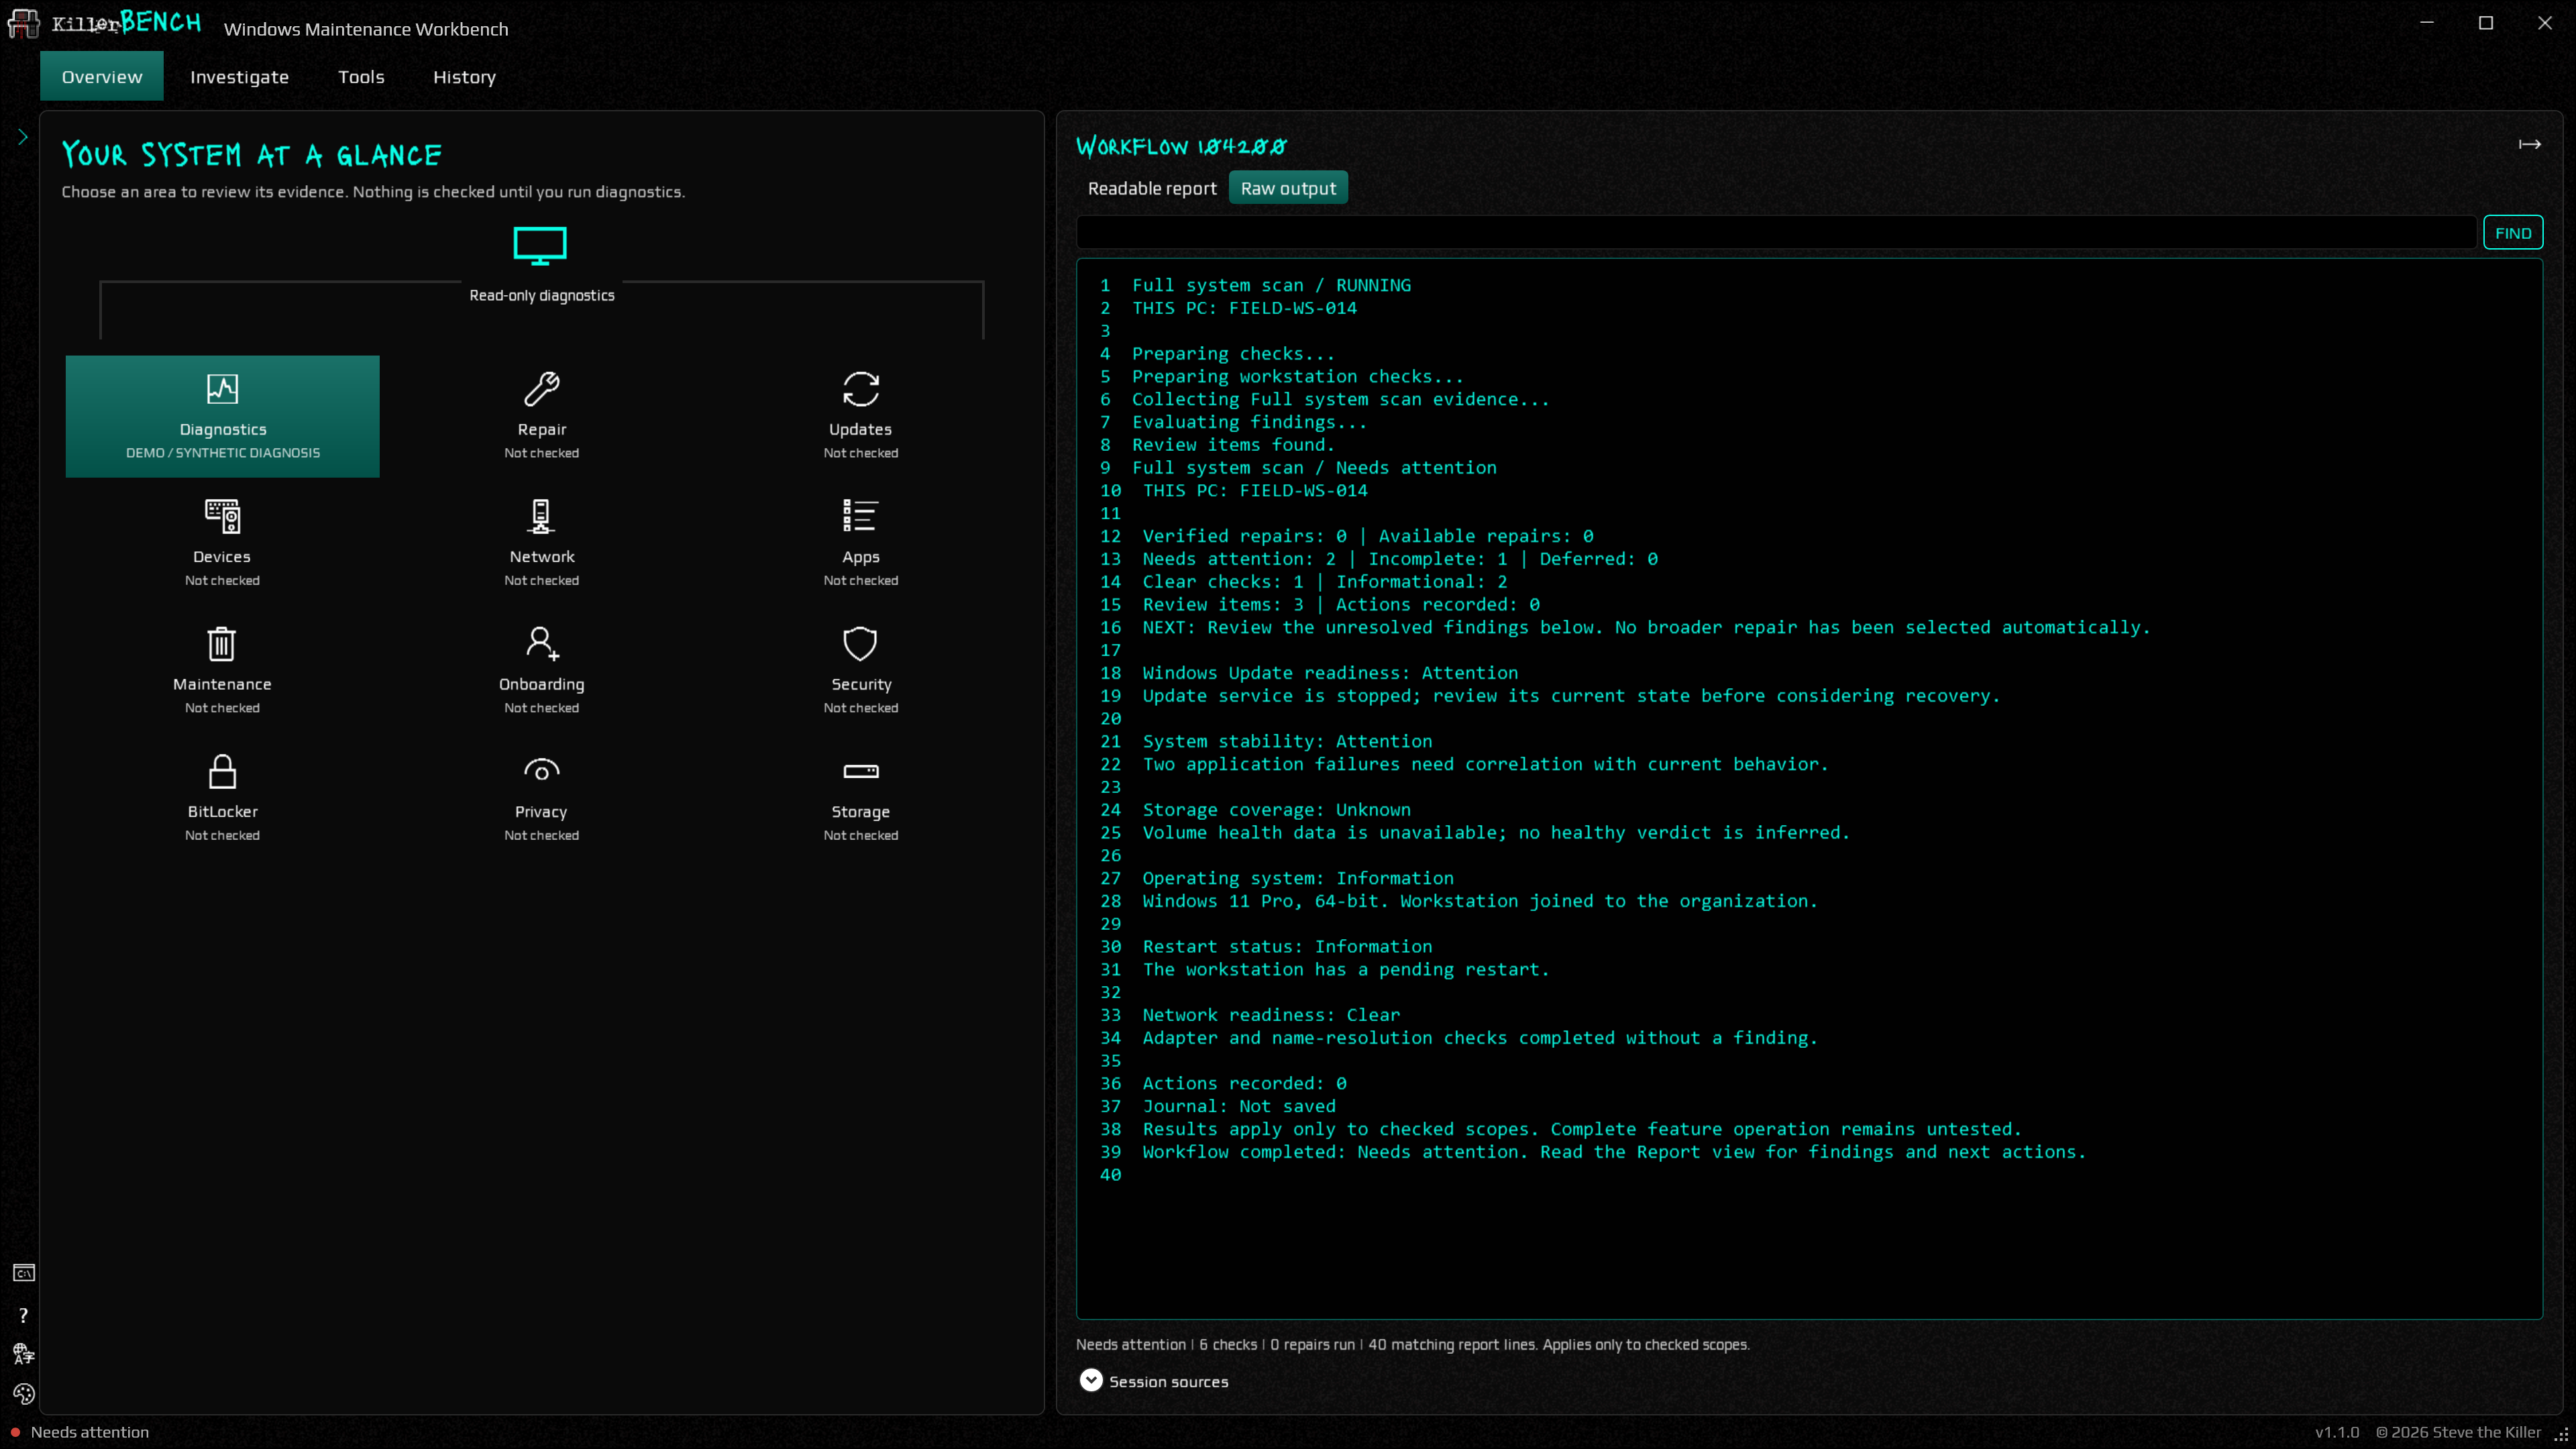 KillerBENCH Windows Maintenance Workbench
Overview Investigate Tools History
YOUR SYSTEM AT A GLANCE
Choose an area to review its evidence. Nothing is checked until you run diagnostics.
Read-only diagnostics
Diagnostics
DEMO / SYNTHETIC DIAGNOSIS
Repair
Not checked
Updates
Not checked
Devices
Not checked
Network
Not checked
Apps
Not checked
Maintenance
Not checked
Onboarding
Not checked
Security
Not checked
BitLocker
Not checked
Privacy
Not checked
Storage
Not checked
WORKFLOW 104200
Readable report Raw output
FIND
1 Full system scan / RUNNING
2 THIS PC: FIELD-WS-014
3
4 Preparing checks...
5 Preparing workstation checks...
6 Collecting Full system scan evidence...
7 Evaluating findings...
8 Review items found.
9 Full system scan / Needs attention
10 THIS PC: FIELD-WS-014
11
12 Verified repairs: 0 | Available repairs: 0
13 Needs attention: 2 | Incomplete: 1 | Deferred: 0
14 Clear checks: 1 | Informational: 2
15 Review items: 3 | Actions recorded: 0
16 NEXT: Review the unresolved findings below. No broader repair has been selected automatically.
17
18 Windows Update readiness: Attention
19 Update service is stopped; review its current state before considering recovery.
20
21 System stability: Attention
22 Two application failures need correlation with current behavior.
23
24 Storage coverage: Unknown
25 Volume health data is unavailable; no healthy verdict is inferred.
26
27 Operating system: Information
28 Windows 11 Pro, 64-bit. Workstation joined to the organization.
29
30 Restart status: Information
31 The workstation has a pending restart.
32
33 Network readiness: Clear
34 Adapter and name-resolution checks completed without a finding.
35
36 Actions recorded: 0
37 Journal: Not saved
38 Results apply only to checked scopes. Complete feature operation remains untested.
39 Workflow completed: Needs attention. Read the Report view for findings and next actions.
40
Needs attention | 6 checks | 0 repairs run | 40 matching report lines. Applies only to checked scopes.
Session sources
C:\
?
A字
Needs attention
v1.1.0 © 2026 Steve the Killer